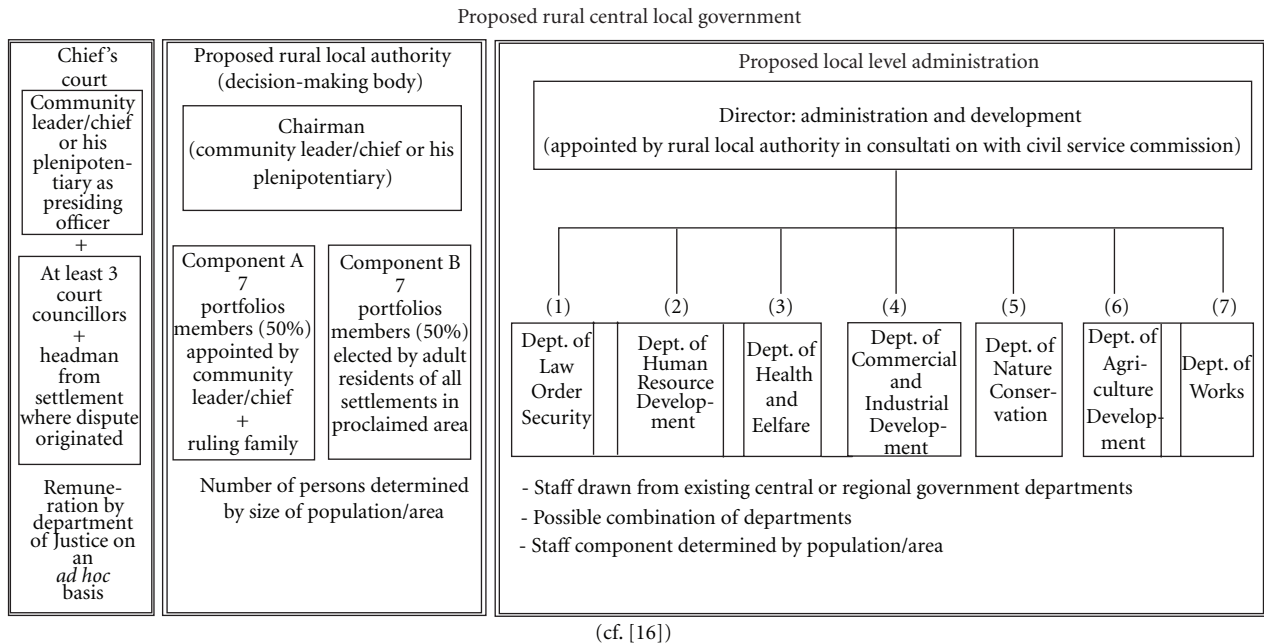 Proposed rural central local government
Chief's
court
Community
leader/chief
or his
plenipoten-
tiary as
presiding
officer
+
At least 3
court
councillors
+
headman
from
settlement
where dispute
originated
Remune-
ration by
department
of Justice on
an
ad hoc
basis
Proposed rural local authority
(decision-making body)
Chairman
(community leader/chief or his
plenipotentiary)
Component A
7
portfolios
members (50%)
appointed by
community
leader/chief
+
ruling family
Component B
7
portfolios
members (50%)
elected by adult
residents of all
settlements in
proclaimed area
Number of persons determined
by size of population/area
Proposed local level administration
Director: administration and development
(appointed by rural local authority in consultati on with civil service commission)
(1)
Dept. of
Law
Order
Security
(2)
Dept. of
Human
Resource
Develop-
ment
(3)
Dept. of
Health
and
Eelfare
(4)
Dept. of
Commercial
and
Industrial
Develop-
ment
(5)
Dept. of
Nature
Conser-
vation
(6)
Dept. of
Agri-
culture
Develop-
ment
(7)
Dept. of
Works
- Staff drawn from existing central or regional government departments
- Possible combination of departments
- Staff component determined by population/area
(cf. [16])